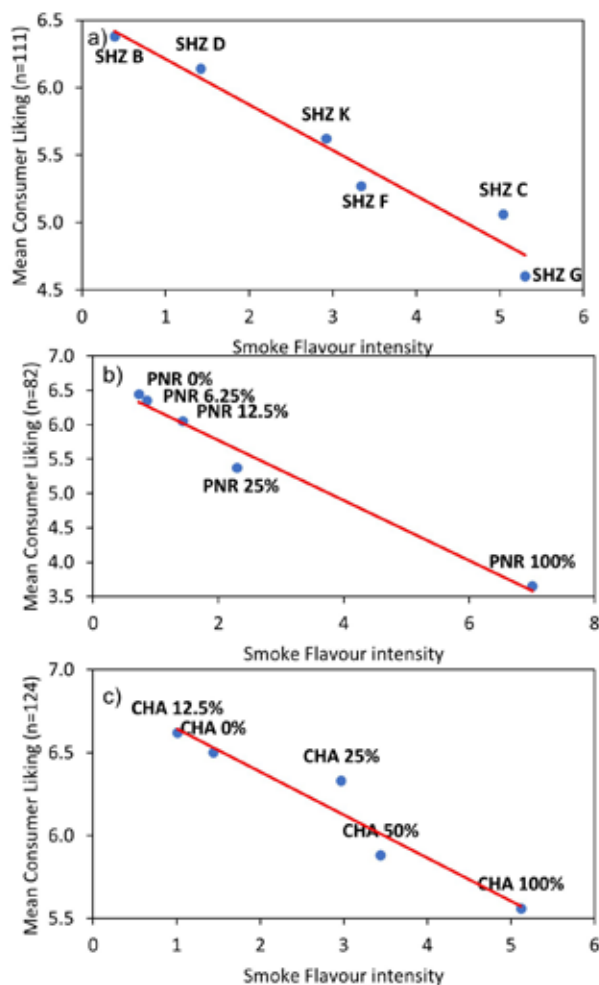 a)
Mean Consumer Liking (n=111)
6.5
6.0
5.5
5.0
4.5
SHZ B
SHZ D
SHZ K
SHZ F
SHZ C
SHZ G
0 1 2 3 4 5 6
Smoke Flavour intensity
b)
Mean Consumer Liking (n=82)
7.0
6.5
6.0
5.5
5.0
4.5
4.0
3.5
PNR 0%
PNR 6.25%
PNR 12.5%
PNR 25%
PNR 100%
0 2 4 6 8
Smoke Flavour intensity
c)
Mean Consumer Liking (n=124)
7.0
6.5
6.0
5.5
CHA 12.5%
CHA 0%
CHA 25%
CHA 50%
CHA 100%
0 1 2 3 4 5 6
Smoke Flavour intensity